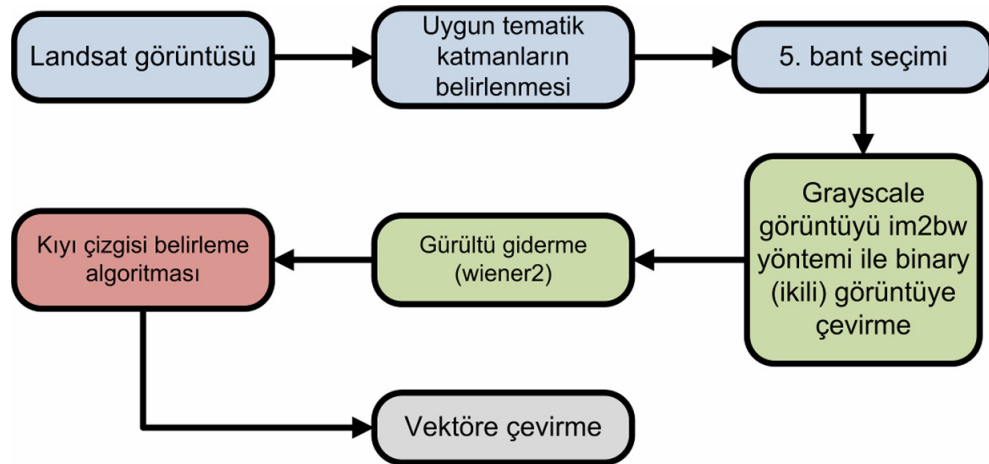 Landsat görüntüsü
Uygun tematik
katmanların
belirlenmesi
5. bant seçimi
Grayscale
görüntüyü im2bw
yöntemi ile binary
(ikili) görüntüye
çevirme
Gürültü giderme
(wiener2)
Kıyı çizgisi belirleme
algoritması
Vektöre çevirme